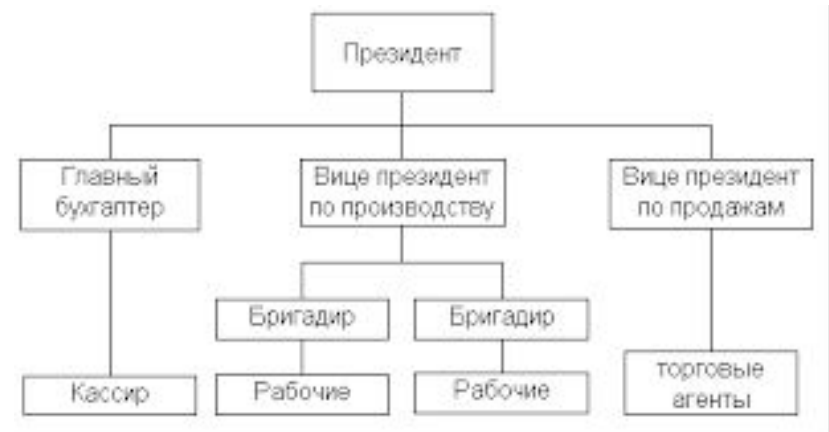 Президент
Главный
бухгалтер
Вице президент
по производству
Вице президент
по продажам
Бригадир
Бригадир
Кассир
Рабочие
Рабочие
торговые
агенты